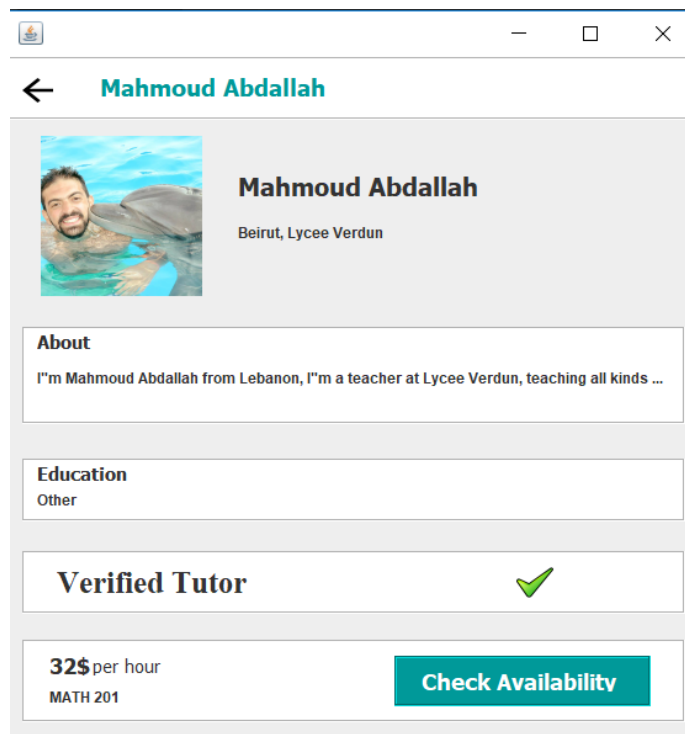 Mahmoud Abdallah
Mahmoud Abdallah
Beirut, Lycee Verdun
About
I''m Mahmoud Abdallah from Lebanon, I''m a teacher at Lycee Verdun, teaching all kinds ...
Education
Other
Verified Tutor
32$ per hour
MATH 201
Check Availability